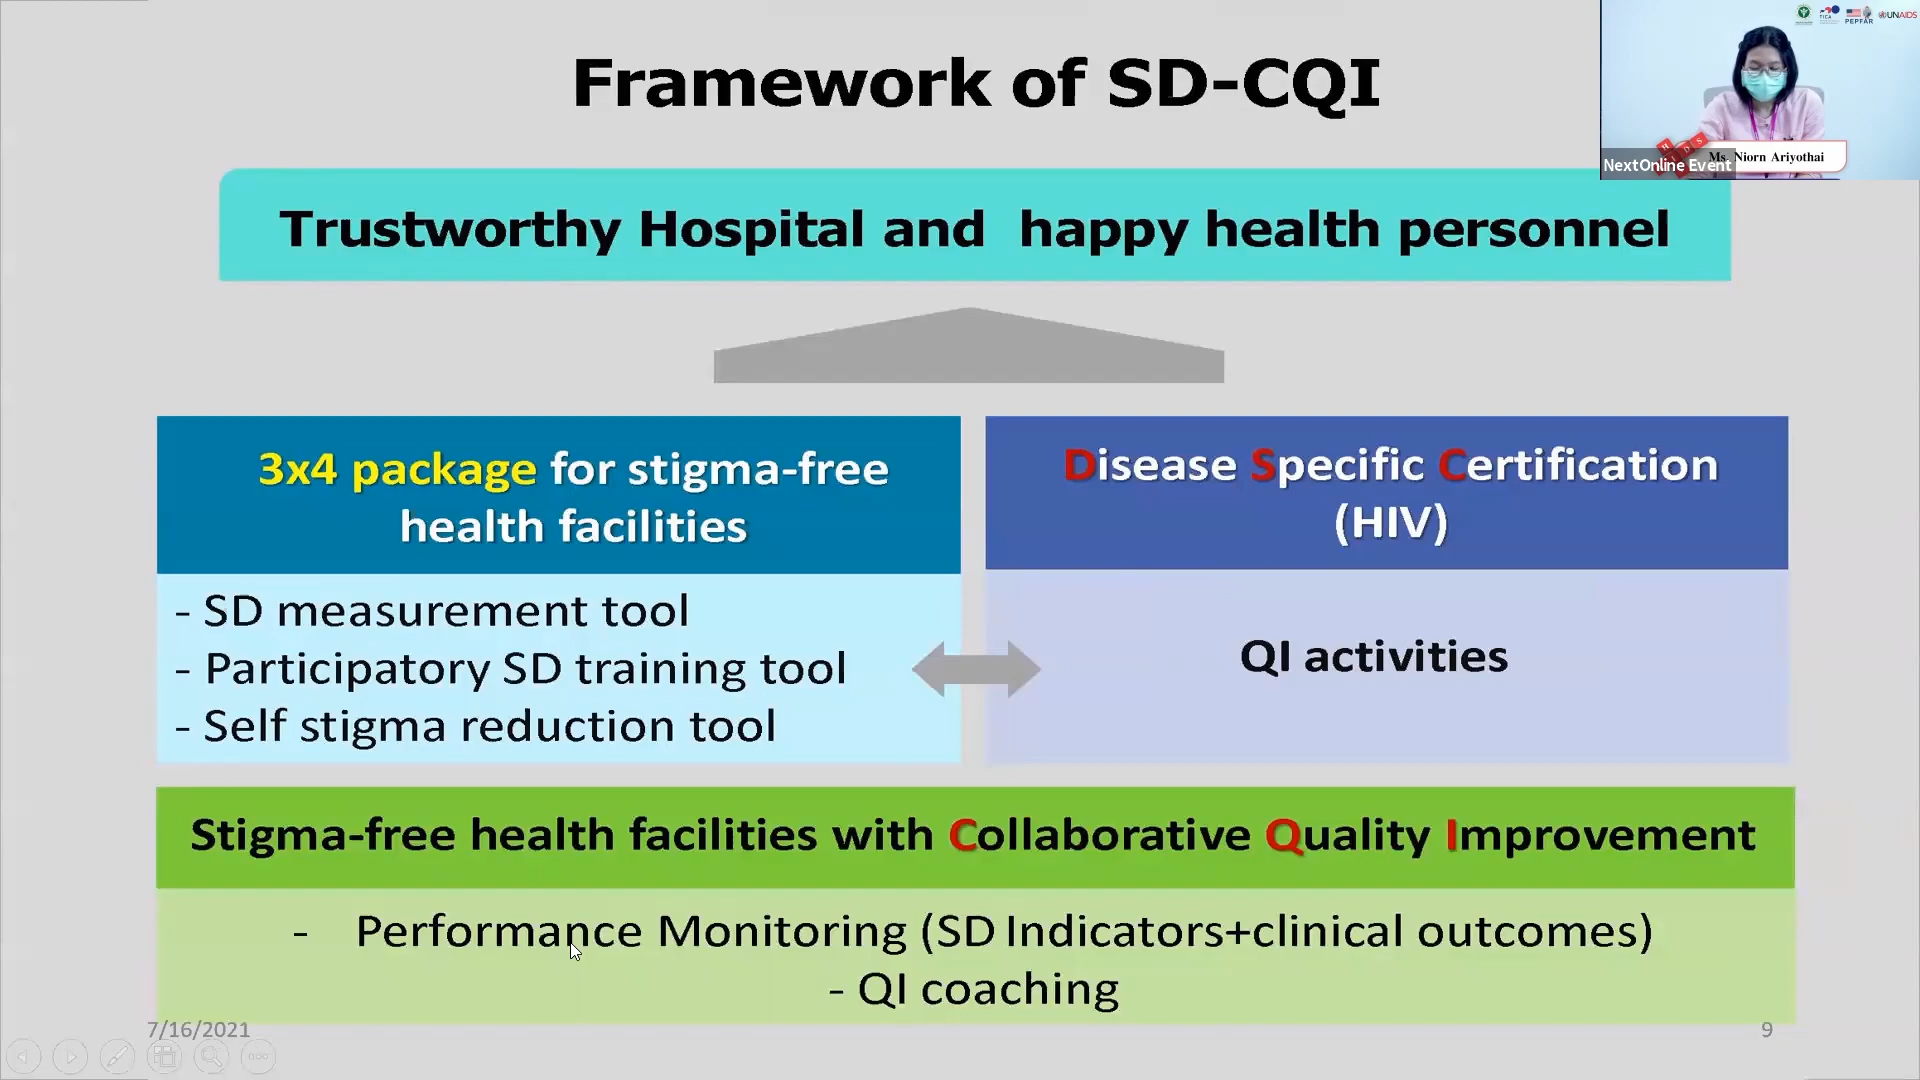 Framework of SD-CQI
TICA
PEPFAR
UNAIDS
Ms. Niorn Ariyothai
NextOnline Event
Trustworthy Hospital and happy health personnel
3x4 package for stigma-free
health facilities
- SD measurement tool
- Participatory SD training tool
- Self stigma reduction tool
Disease Specific Certification
(HIV)
QI activities
Stigma-free health facilities with Collaborative Quality Improvement
- Performance Monitoring (SD Indicators+clinical outcomes)
- QI coaching
7/16/2021
9